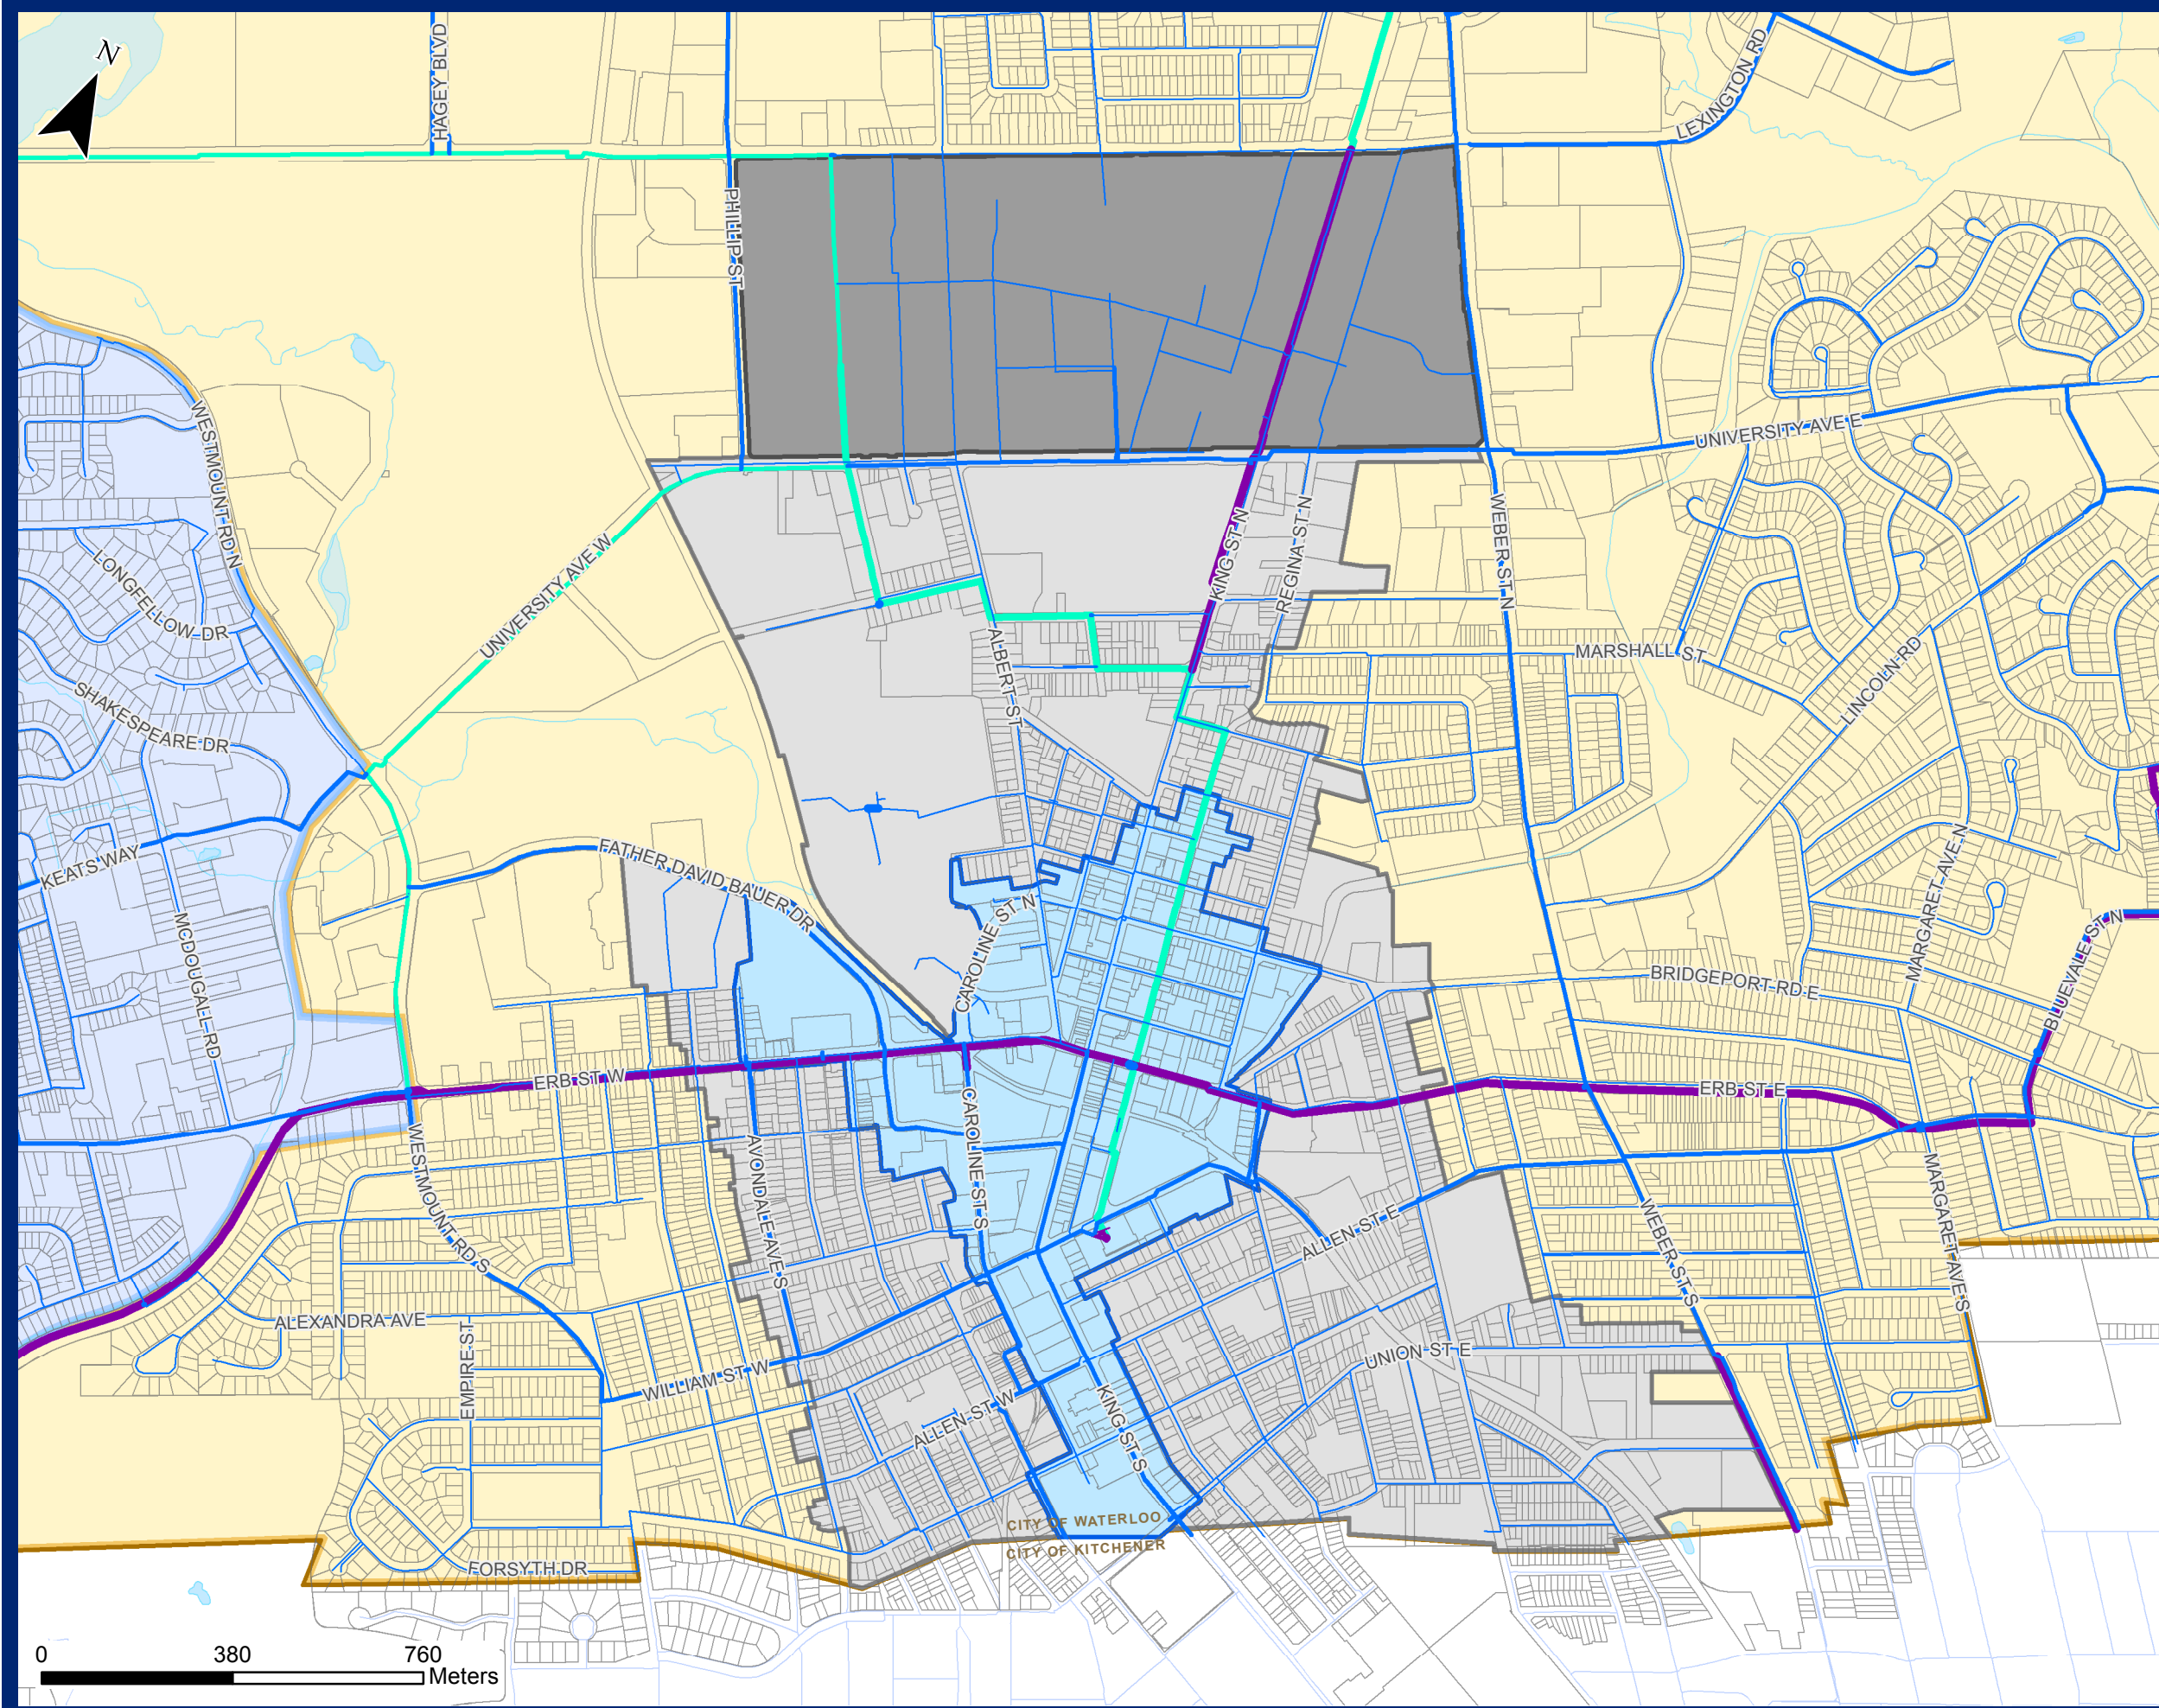 N
HAGEY BLVD
LEXINGTON RD
PHILLIP ST
WESTMOUNT RD N
UNIVERSITY AVE E
LONGFELLOW DR
UNIVERSITY AVE W
KING ST N
REGINA ST N
WEBER ST N
SHAKESPEARE DR
ALBERT ST
MARSHALL ST
LINCOLN RD
KEATS WAY
FATHER DAVID BAUER DR
MCDOUGALL RD
CAROLINE ST N
MARGARET AVE N
BRIDGEPORT RD E
BLUEVALE ST N
ERB ST W
ERB ST E
WESTMOUNT RD S
AVONDALE AVE S
CAROLINE ST S
ALLEN ST E
WEBER ST S
MARGARET AVE S
ALEXANDRA AVE
EMPIRE ST
WILLIAM ST W
ALLEN ST W
KING ST S
UNION ST E
CITY OF WATERLOO
CITY OF KITCHENER
FORSYTH DR
0 380 760
Meters